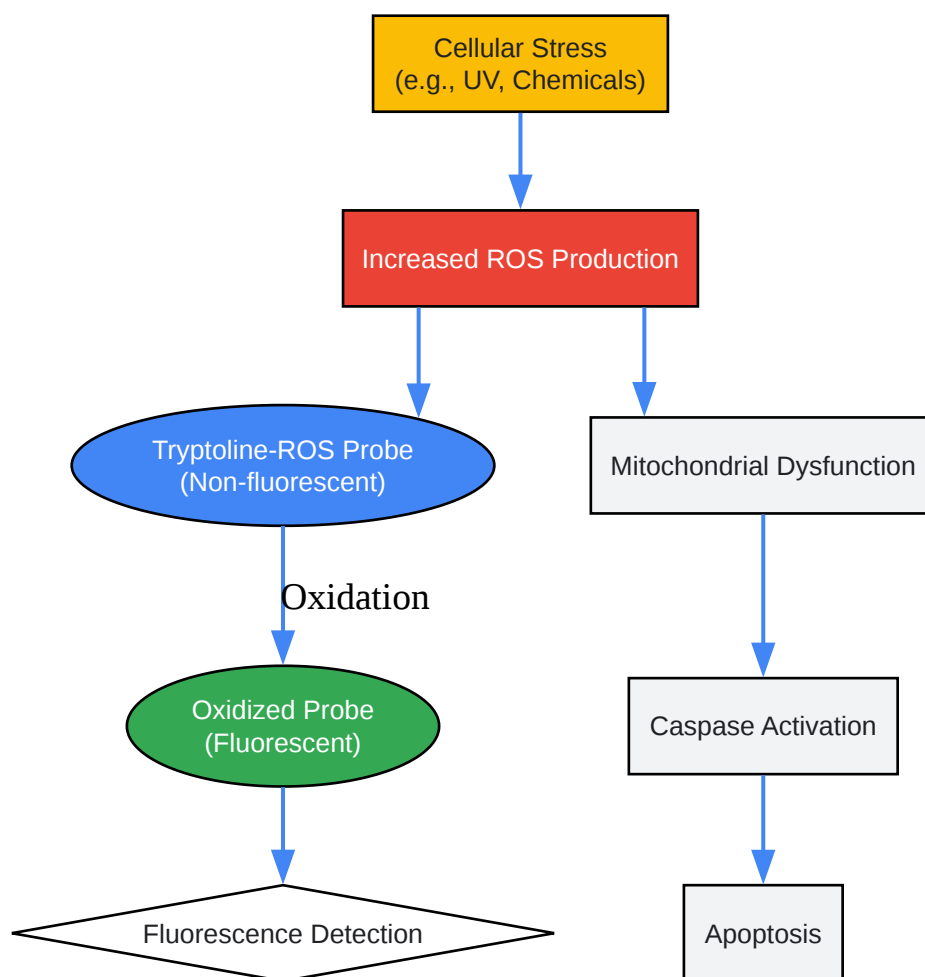 Cellular Stress
(e.g., UV, Chemicals)
Increased ROS Production
Tryptoline-ROS Probe
(Non-fluorescent)
Mitochondrial Dysfunction
Oxidation
Oxidized Probe
(Fluorescent)
Caspase Activation
Fluorescence Detection
Apoptosis